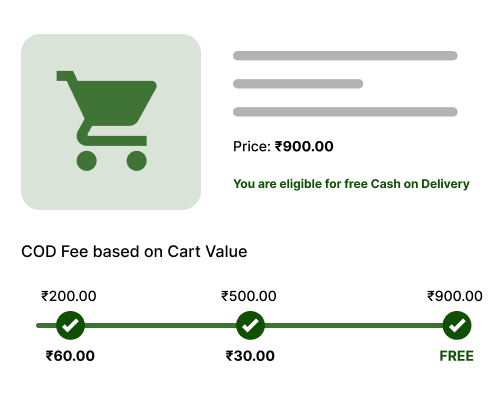 Price: ₹900.00
You are eligible for free Cash on Delivery
COD Fee based on Cart Value
₹200.00 ₹500.00 ₹900.00
₹60.00 ₹30.00 FREE